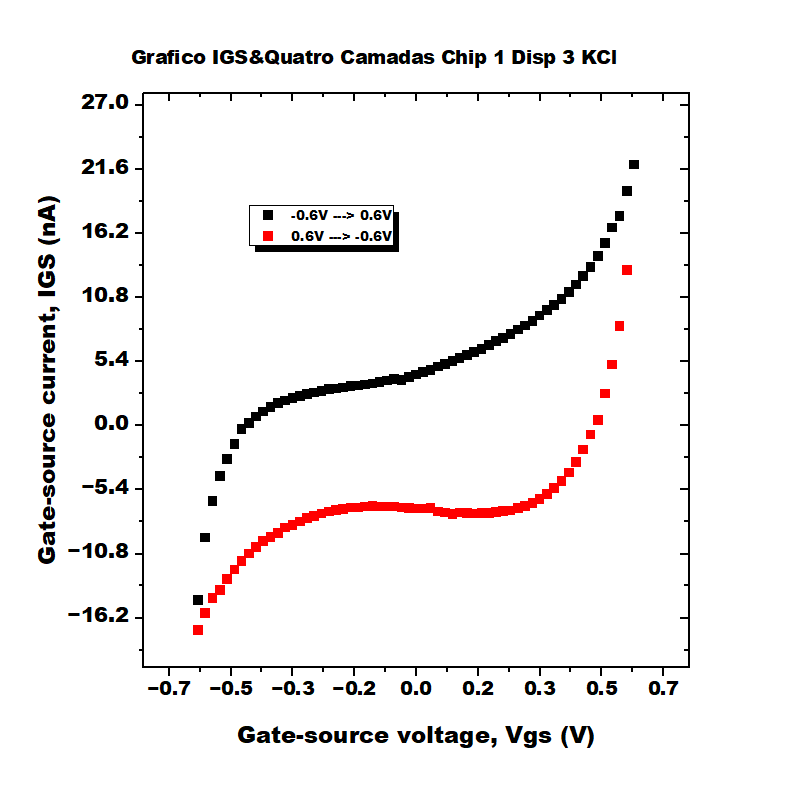 Grafico IGS&Quatro Camadas Chip 1 Disp 3 KCl
27.0
21.6
16.2
10.8
5.4
0.0
−5.4
−10.8
−16.2
Gate-source current, IGS (nA)
-0.6V ---> 0.6V
0.6V ---> -0.6V
−0.7 −0.5 −0.3 −0.2 0.0 0.2 0.3 0.5 0.7
Gate-source voltage, Vgs (V)